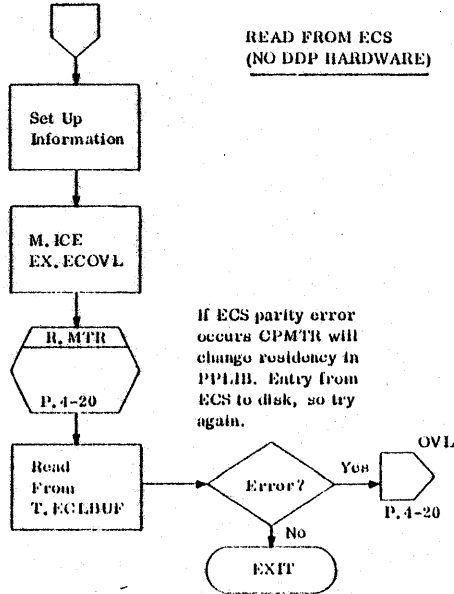 READ FROM ECS
(NO DDP HARDWARE)
Set Up
Information
M.ICE
EX.ECOVL
R.MTR
P.4-20
If ECS parity error
occurs CPMTR will
change residency in
PPLIB. Entry from
ECS to disk, so try
again.
Read
From
T.ECLBUF
Error?
Yes
OVL
P.4-20
No
EXIT